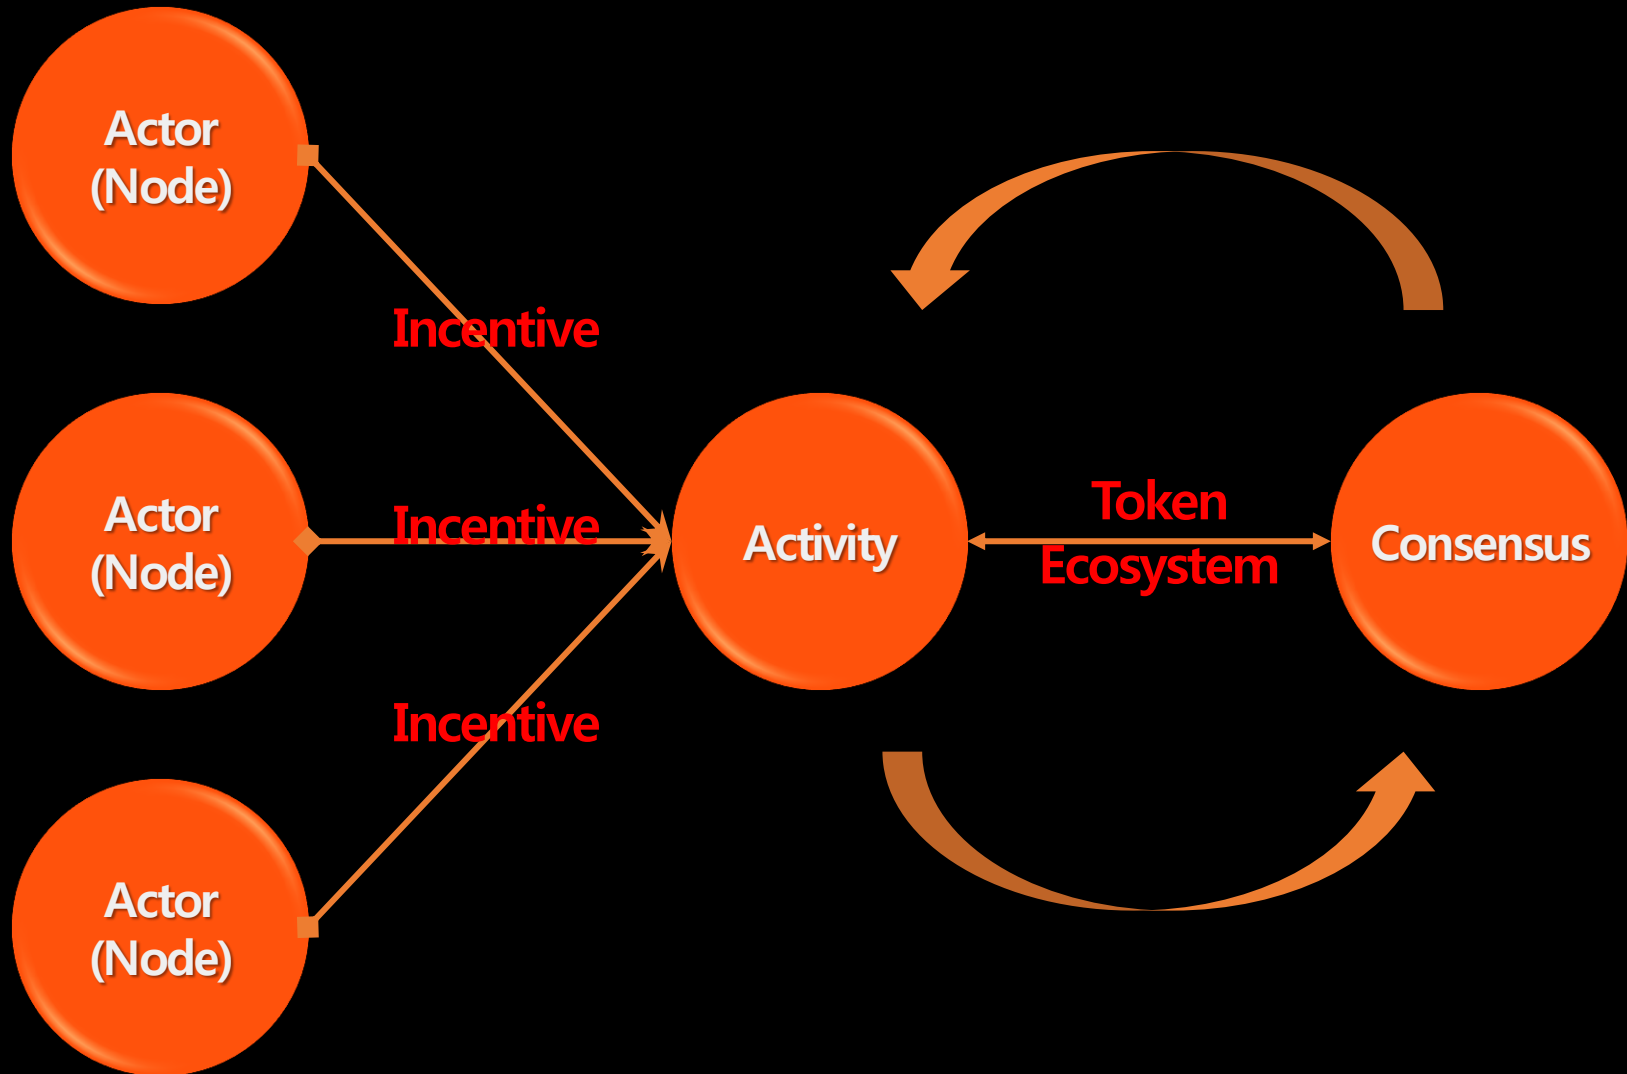 Actor
(Node)
Incentive
Actor
(Node)
Incentive
Activity
Token
Ecosystem
Consensus
Incentive
Actor
(Node)